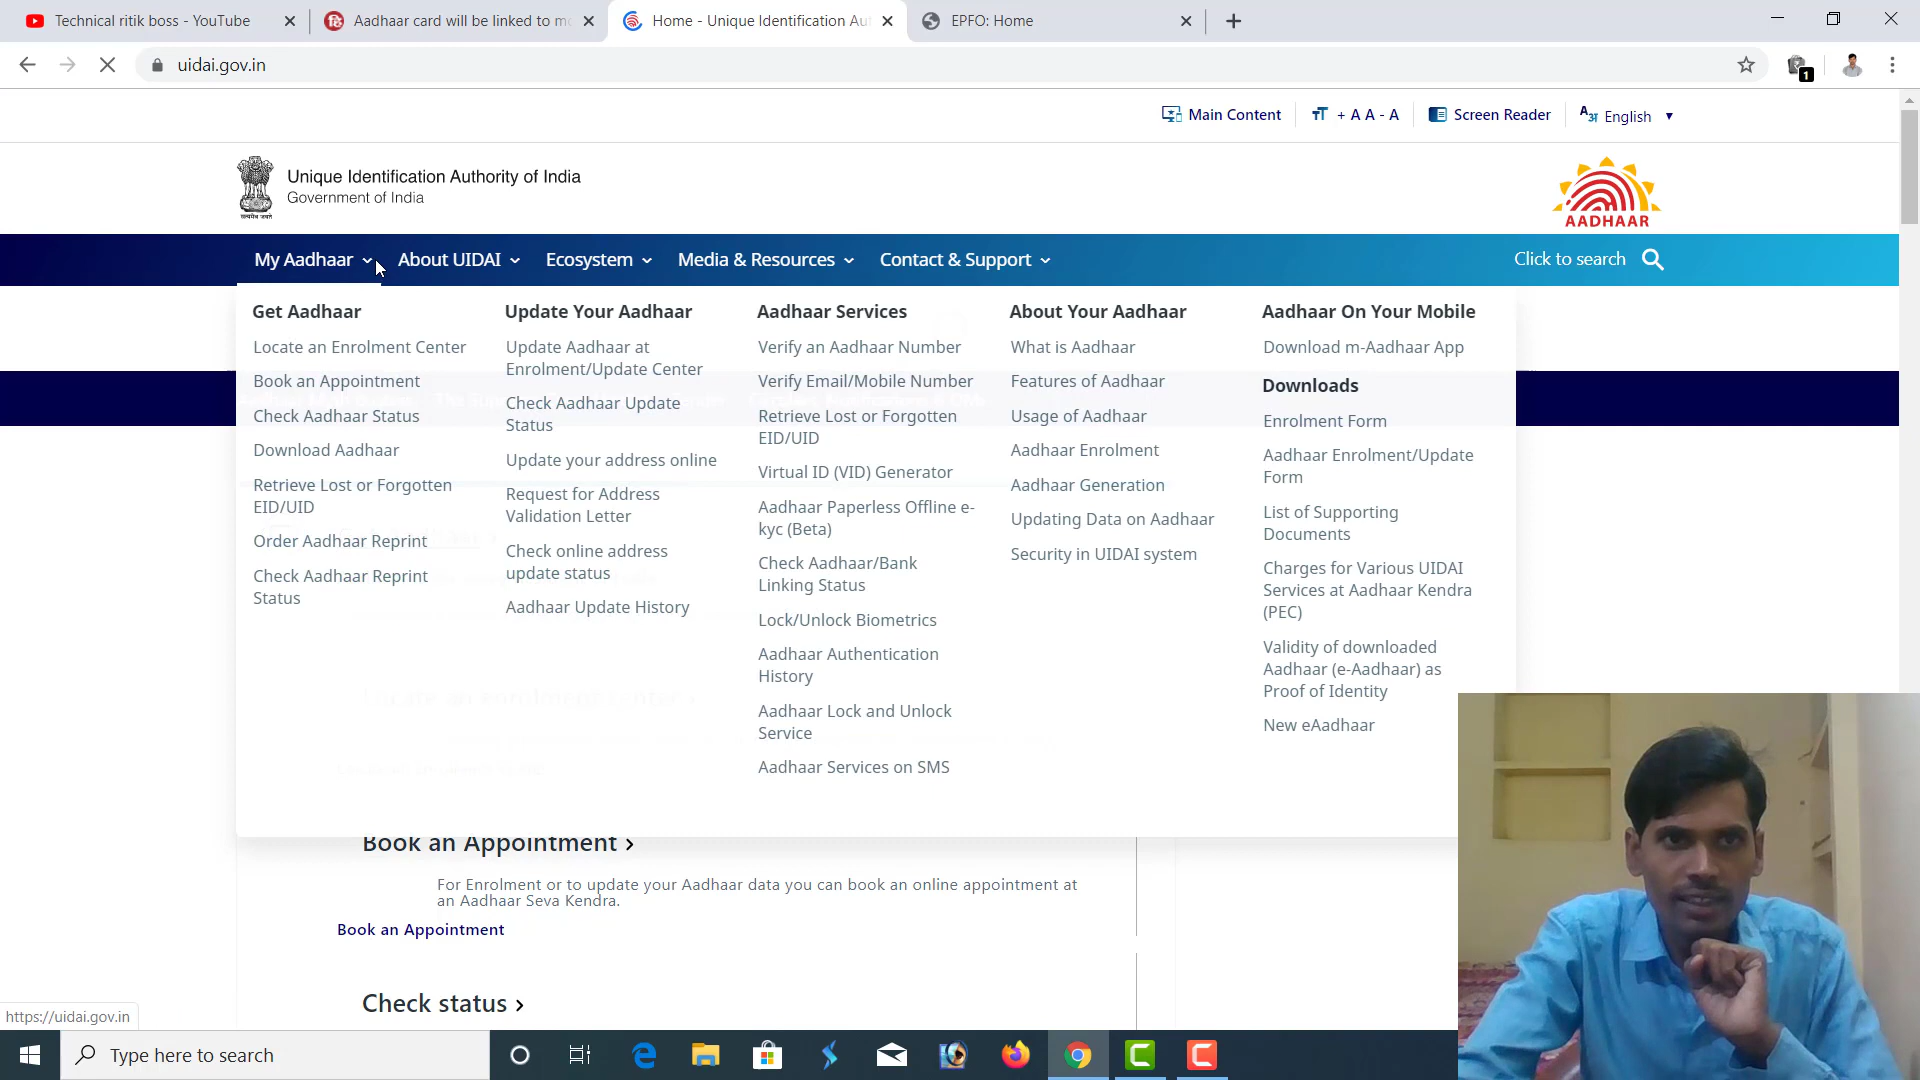 Technical ritik boss - YouTube
Aadhaar card will be linked to m
Home - Unique Identification Au
EPFO: Home
uidai.gov.in
1
Main Content
+ A A - A
Screen Reader
English
Unique Identification Authority of India
Government of India
सत्यमेव जयते
AADHAAR
My Aadhaar
About UIDAI
Ecosystem
Media & Resources
Contact & Support
Click to search
Get Aadhaar
Locate an Enrolment Center
Book an Appointment
Check Aadhaar Status
Download Aadhaar
Retrieve Lost or Forgotten
EID/UID
Order Aadhaar Reprint
Check Aadhaar Reprint
Status
Update Your Aadhaar
Update Aadhaar at
Enrolment/Update Center
Check Aadhaar Update
Status
Update your address online
Request for Address
Validation Letter
Check online address
update status
Aadhaar Update History
Aadhaar Services
Verify an Aadhaar Number
Verify Email/Mobile Number
Retrieve Lost or Forgotten
EID/UID
Virtual ID (VID) Generator
Aadhaar Paperless Offline e-
kyc (Beta)
Check Aadhaar/Bank
Linking Status
Lock/Unlock Biometrics
Aadhaar Authentication
History
Aadhaar Lock and Unlock
Service
Aadhaar Services on SMS
About Your Aadhaar
What is Aadhaar
Features of Aadhaar
Usage of Aadhaar
Aadhaar Enrolment
Aadhaar Generation
Updating Data on Aadhaar
Security in UIDAI system
Aadhaar On Your Mobile
Download m-Aadhaar App
Downloads
Enrolment Form
Aadhaar Enrolment/Update
Form
List of Supporting
Documents
Charges for Various UIDAI
Services at Aadhaar Kendra
(PEC)
Validity of downloaded
Aadhaar (e-Aadhaar) as
Proof of Identity
New eAadhaar
Locate an enrolment center
Book an Appointment
For Enrolment or to update your Aadhaar data you can book an online appointment at
an Aadhaar Seva Kendra.
Book an Appointment
Check status
https://uidai.gov.in
Type here to search